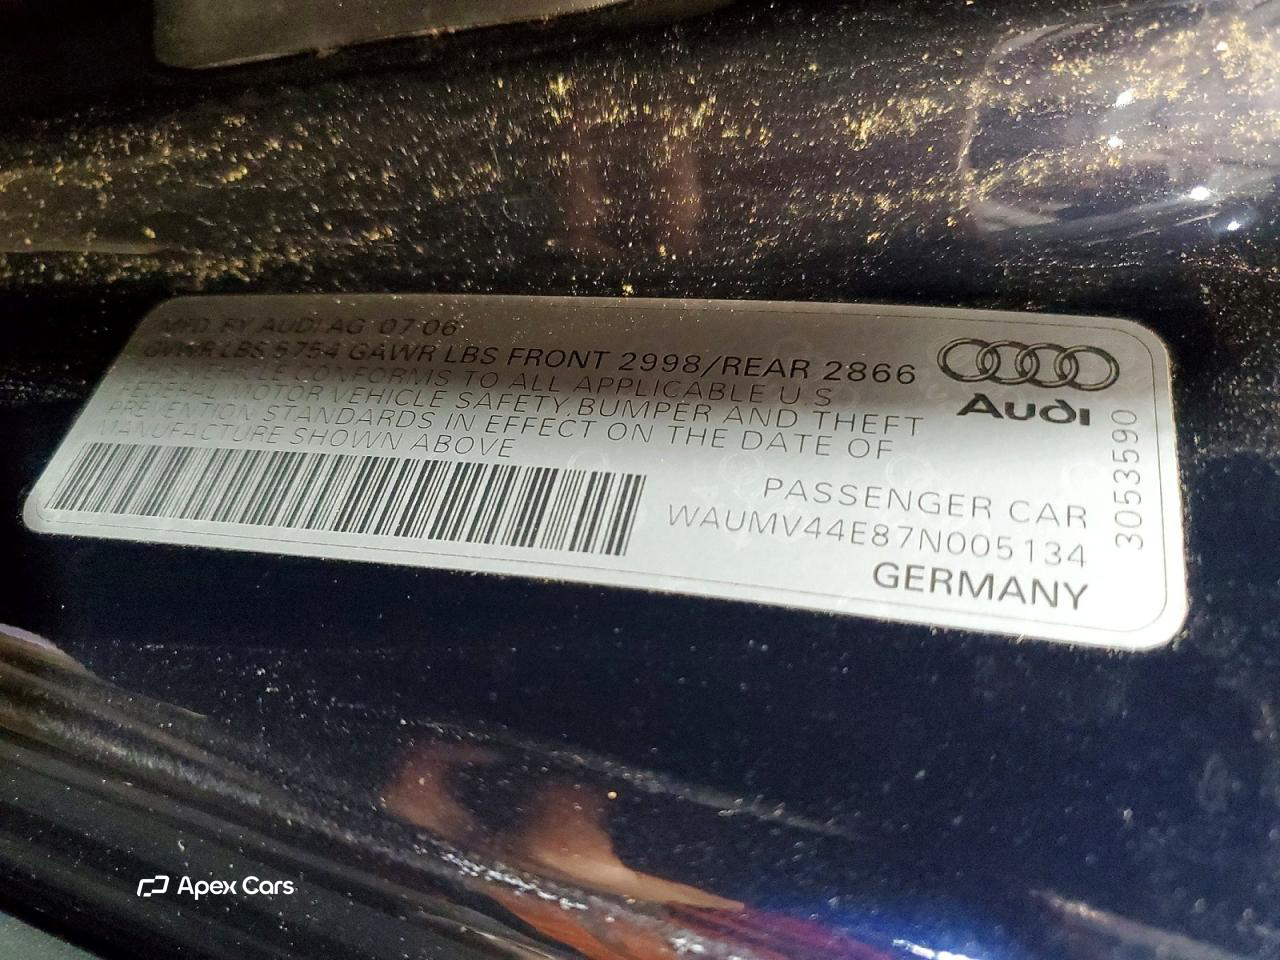 MFD. BY AUDI AG 07 06
GVWR LBS 5754 GAWR LBS FRONT 2998/REAR 2866
THIS VEHICLE CONFORMS TO ALL APPLICABLE U.S
FEDERAL MOTOR VEHICLE SAFETY, BUMPER AND THEFT
PREVENTION STANDARDS IN EFFECT ON THE DATE OF
MANUFACTURE SHOWN ABOVE
Audi
3053590
PASSENGER CAR
WAUMV44E87N005134
GERMANY
Apex Cars